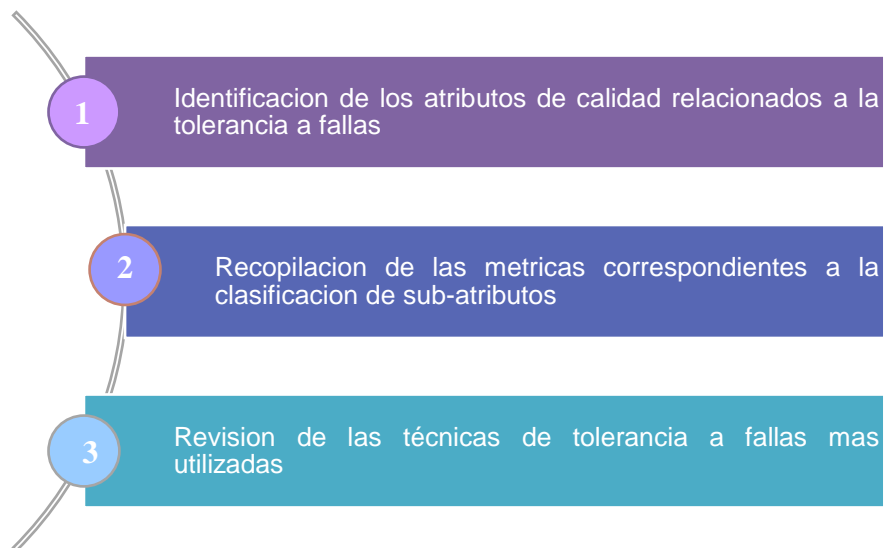 1
Identificacion de los atributos de calidad relacionados a la
tolerancia a fallas
2
Recopilacion de las metricas correspondientes a la
clasificacion de sub-atributos
3
Revision de las técnicas de tolerancia a fallas mas
utilizadas